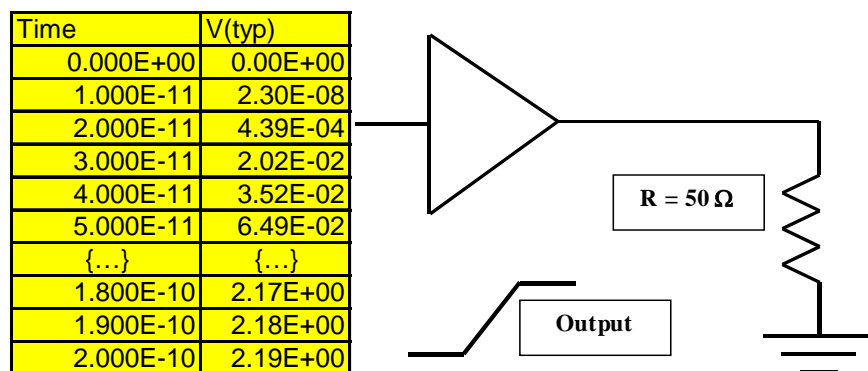 Time V(typ)
0.000E+00 0.00E+00
1.000E-11 2.30E-08
2.000E-11 4.39E-04
3.000E-11 2.02E-02
4.000E-11 3.52E-02
5.000E-11 6.49E-02
{...} {...}
1.800E-10 2.17E+00
1.900E-10 2.18E+00
2.000E-10 2.19E+00
R = 50 Ω
Output